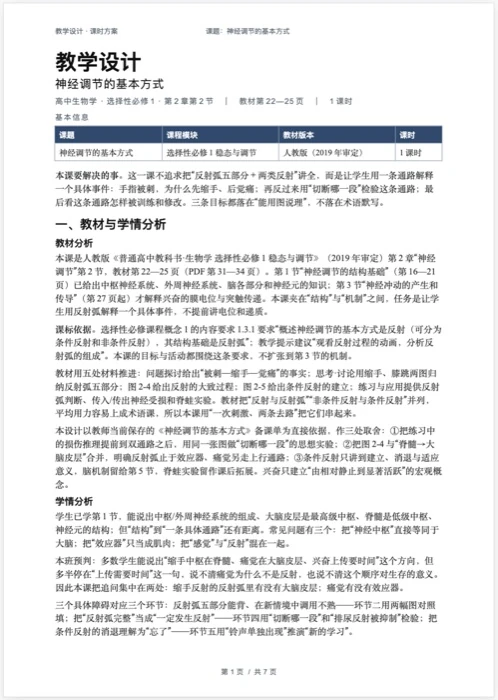 教学设计 · 课时方案 课题：神经调节的基本方式
教学设计
神经调节的基本方式
高中生物学 · 选择性必修 1 · 第 2 章第 2 节 | 教材第 22—25 页 | 1 课时
基本信息
课题 课程模块 教材版本 课时
神经调节的基本方式 选择性必修 1 稳态与调节 人教版（2019 年审定） 1 课时
本课要解决的事。这一课不追求把“反射弧五部分 + 两类反射”讲全，而是让学生用一条通路解释
一个具体事件：手指被刺，为什么先缩手、后觉痛；再反过来用“切断哪一段”检验这条通路；最
后看这条通路怎样被训练和修改。三条目标都落在“能用图说理”，不落在术语默写。
一、教材与学情分析
教材分析
本课是人教版《普通高中教科书·生物学 选择性必修 1 稳态与调节》（2019 年审定）第 2 章“神经
调节”第 2 节，教材第 22—25 页（PDF 第 31—34 页）。第 1 节“神经调节的结构基础”（第 16—21
页）已给出中枢神经系统、外周神经系统、脑各部分和神经元的知识；第 3 节“神经冲动的产生和
传导”（第 27 页起）才解释兴奋的膜电位与突触传递。本课夹在“结构”与“机制”之间，任务是让学
生用反射弧解释一个具体事件，不提前讲电位和递质。
课标依据。选择性必修课程概念 1 的内容要求 1.3.1 要求“概述神经调节的基本方式是反射（可分为
条件反射和非条件反射），其结构基础是反射弧”；教学提示建议“观看反射过程的动画，分析反
射弧的组成”。本课的目标与活动都围绕这条要求，不扩张到第 3 节的机制。
教材用五处材料推进：问题探讨给出“被刺—缩手—觉痛”的事实；思考·讨论用缩手、膝跳两图归
纳反射弧五部分；图 2-4 给出反射的大致过程；图 2-5 给出条件反射的建立；练习与应用提供反射
弧判断、传入/传出神经受损和脊蛙实验。教材把“反射与反射弧”“非条件反射与条件反射”并列，
平均用力容易上成术语课，所以本课用“一次刺激，两条去路”把它们串起来。
本设计以教师当前保存的《神经调节的基本方式》备课单为直接依据，作三处取舍：①把练习中
的损伤推理提前到双通路之后，用同一张图做“切断哪一段”的思想实验；②把图 2-4 与“脊髓→大
脑皮层”合并，明确反射弧止于效应器、痛觉另走上行通路；③条件反射只讲到建立、消退与适应
意义，脑机制留给第 5 节，脊蛙实验留作课后拓展。兴奋只建立“由相对静止到显著活跃”的宏观概
念。
学情分析
学生已学第 1 节，能说出中枢/外周神经系统的组成、大脑皮层是最高级中枢、脊髓是低级中枢、
神经元的结构；但“结构”到“一条具体通路”还有距离。常见问题有三个：把“神经中枢”直接等同于
大脑；把“效应器”只当成肌肉；把“感觉”与“反射”混在一起。
本班预判：多数学生能说出“缩手中枢在脊髓、痛觉在大脑皮层、兴奋上传要时间”这个方向，但
多半停在“上传需要时间”这一句，说不清痛觉为什么不是反射，也说不清这个顺序对生存的意义。
因此本课把追问集中在两处：缩手反射的反射弧里有没有大脑皮层；痛觉有没有效应器。
三个具体障碍对应三个环节：反射弧五部分能背、在新情境中调用不熟——环节二用两幅图对照
填；把“反射弧完整”当成“一定发生反射”——环节四用“切断哪一段”和“排尿反射被抑制”检验；把
条件反射的消退理解为“忘了”——环节五用“铃声单独出现”推演“新的学习”。
第 1 页 / 共 7 页